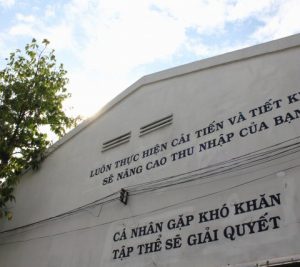 LUÔN THỰC HIỆN CẢI TIẾN VÀ TIẾT
SẼ NÂNG CAO THU NHẬP CỦA BẠN
CÁ NHÂN GẶP KHÓ KHĂN
TẬP THỂ SẼ GIẢI QUYẾT